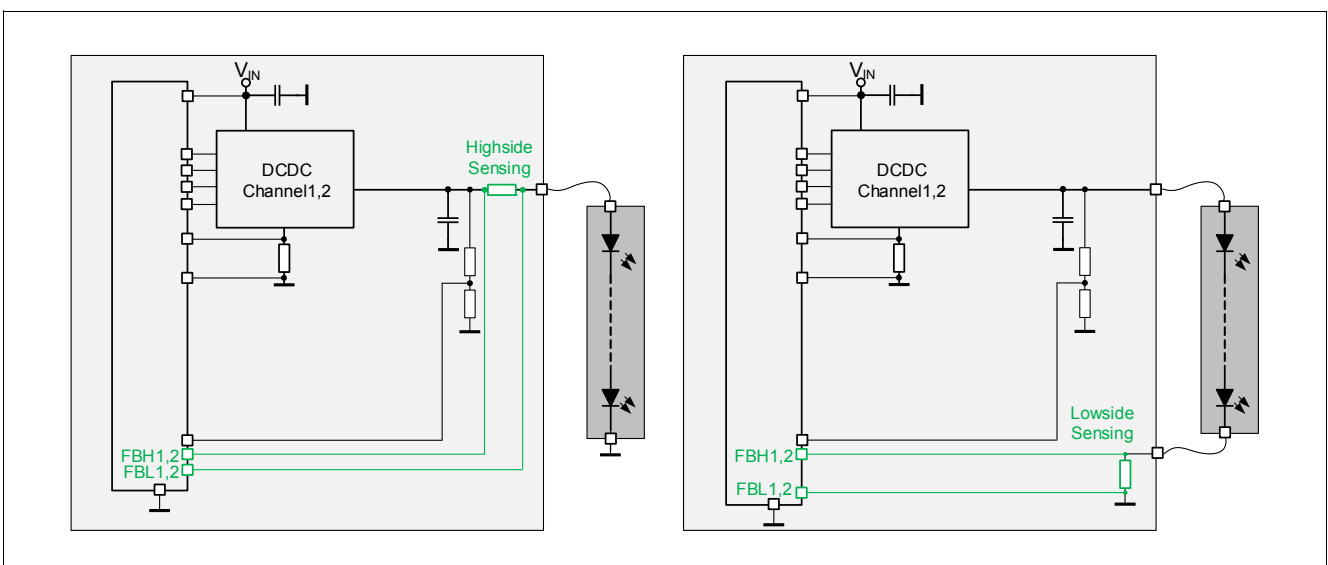 VIN
DCDC
Channel1,2
Highside
Sensing
FBH1,2
FBL1,2
VIN
DCDC
Channel1,2
Lowside
Sensing
FBH1,2
FBL1,2